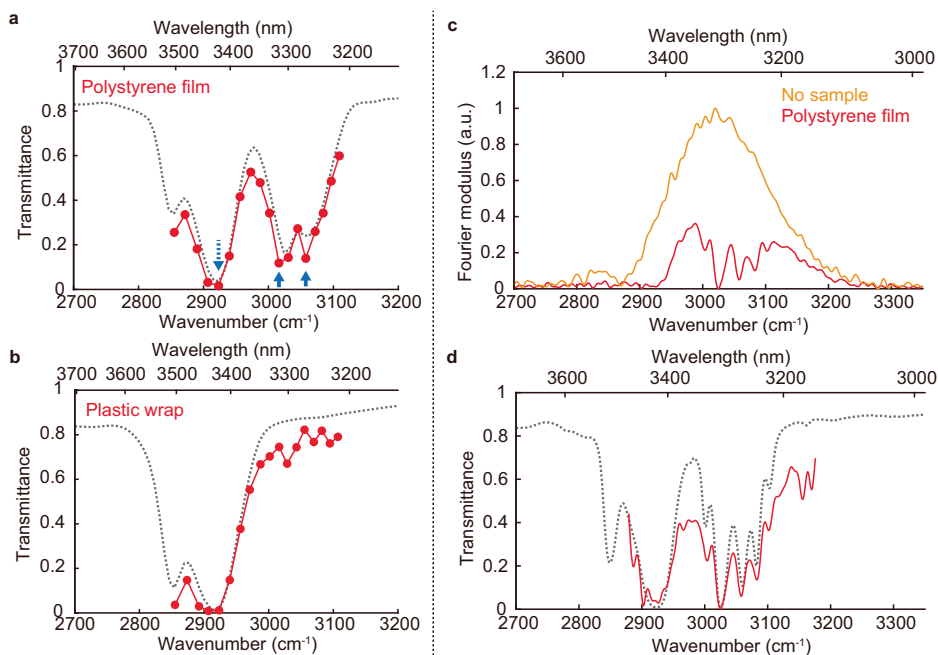 a
Wavelength (nm)
3700 3600 3500 3400 3300 3200
1
0.8
0.6
0.4
0.2
0
Transmittance
Polystyrene film
2700 2800 2900 3000 3100 3200
Wavenumber (cm⁻¹)
b
Wavelength (nm)
3700 3600 3500 3400 3300 3200
1
0.8
0.6
0.4
0.2
0
Transmittance
Plastic wrap
2700 2800 2900 3000 3100 3200
Wavenumber (cm⁻¹)
c
Wavelength (nm)
3600 3400 3200 3000
1.2
1
0.8
0.6
0.4
0.2
0
Fourier modulus (a.u.)
No sample
Polystyrene film
2700 2800 2900 3000 3100 3200 3300
Wavenumber (cm⁻¹)
d
Wavelength (nm)
3600 3400 3200 3000
1
0.8
0.6
0.4
0.2
0
Transmittance
2700 2800 2900 3000 3100 3200 3300
Wavenumber (cm⁻¹)